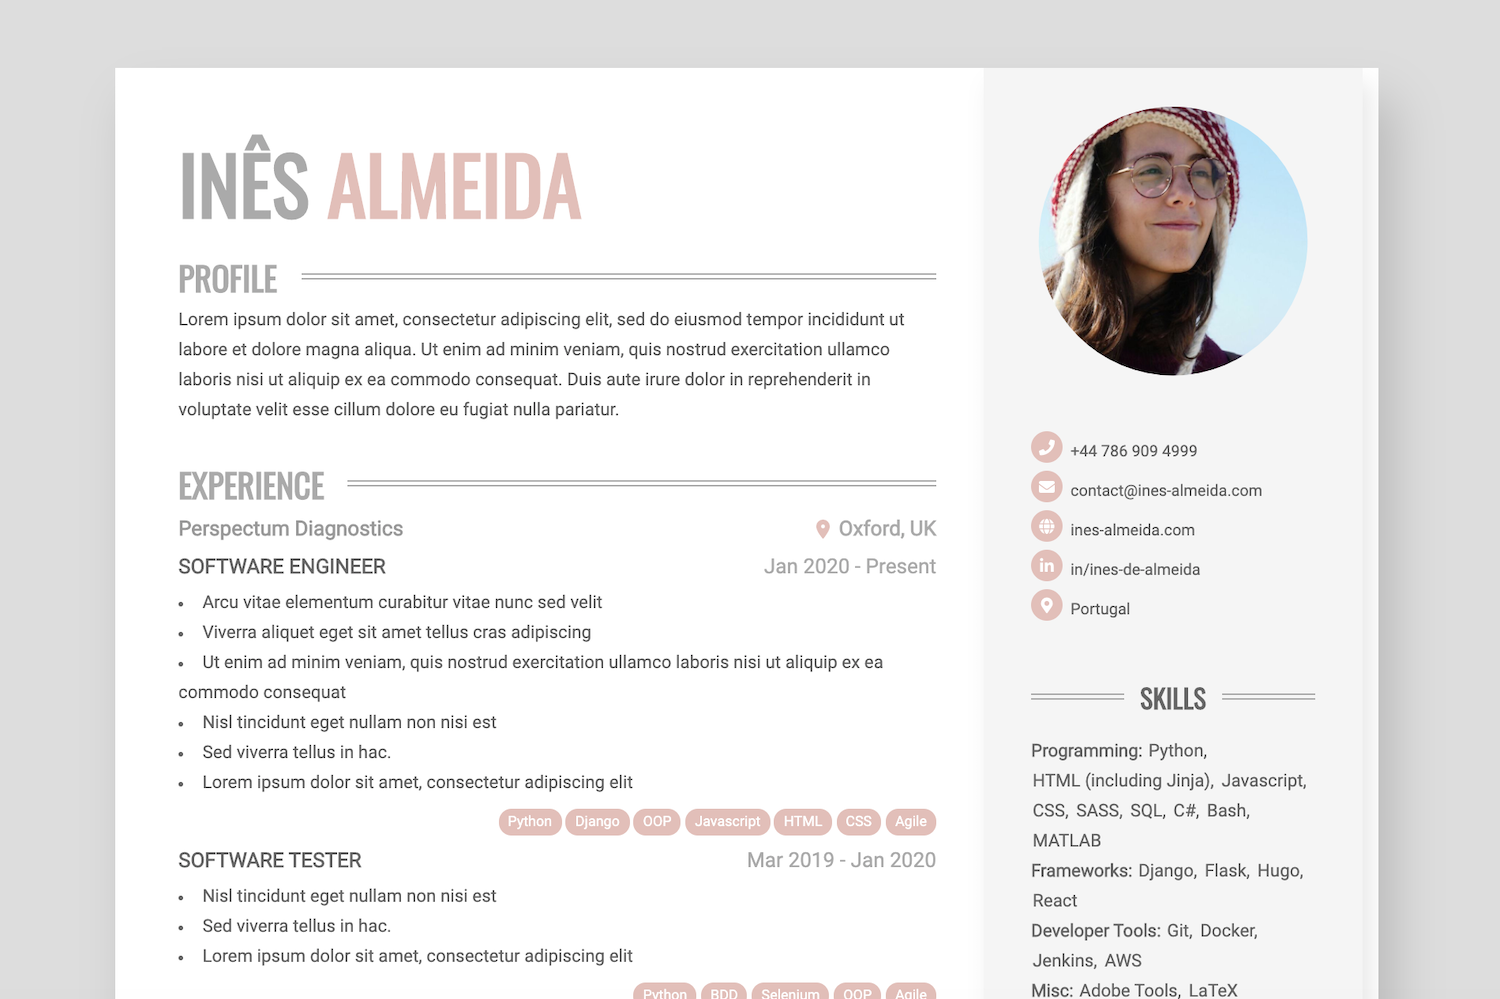 INÊS ALMEIDA
PROFILE
Lorem ipsum dolor sit amet, consectetur adipiscing elit, sed do eiusmod tempor incididunt ut
labore et dolore magna aliqua. Ut enim ad minim veniam, quis nostrud exercitation ullamco
laboris nisi ut aliquip ex ea commodo consequat. Duis aute irure dolor in reprehenderit in
voluptate velit esse cillum dolore eu fugiat nulla pariatur.
EXPERIENCE
Perspectum Diagnostics Oxford, UK
SOFTWARE ENGINEER Jan 2020 - Present
• Arcu vitae elementum curabitur vitae nunc sed velit
• Viverra aliquet eget sit amet tellus cras adipiscing
• Ut enim ad minim veniam, quis nostrud exercitation ullamco laboris nisi ut aliquip ex ea
commodo consequat
• Nisl tincidunt eget nullam non nisi est
• Sed viverra tellus in hac.
• Lorem ipsum dolor sit amet, consectetur adipiscing elit
Python Django OOP Javascript HTML CSS Agile
SOFTWARE TESTER Mar 2019 - Jan 2020
• Nisl tincidunt eget nullam non nisi est
• Sed viverra tellus in hac.
• Lorem ipsum dolor sit amet, consectetur adipiscing elit
Python BDD Selenium OOP Agile
+44 786 909 4999
contact@ines-almeida.com
ines-almeida.com
in in/ines-de-almeida
Portugal
SKILLS
Programming: Python,
HTML (including Jinja), Javascript,
CSS, SASS, SQL, C#, Bash,
MATLAB
Frameworks: Django, Flask, Hugo,
React
Developer Tools: Git, Docker,
Jenkins, AWS
Misc: Adobe Tools, LaTeX